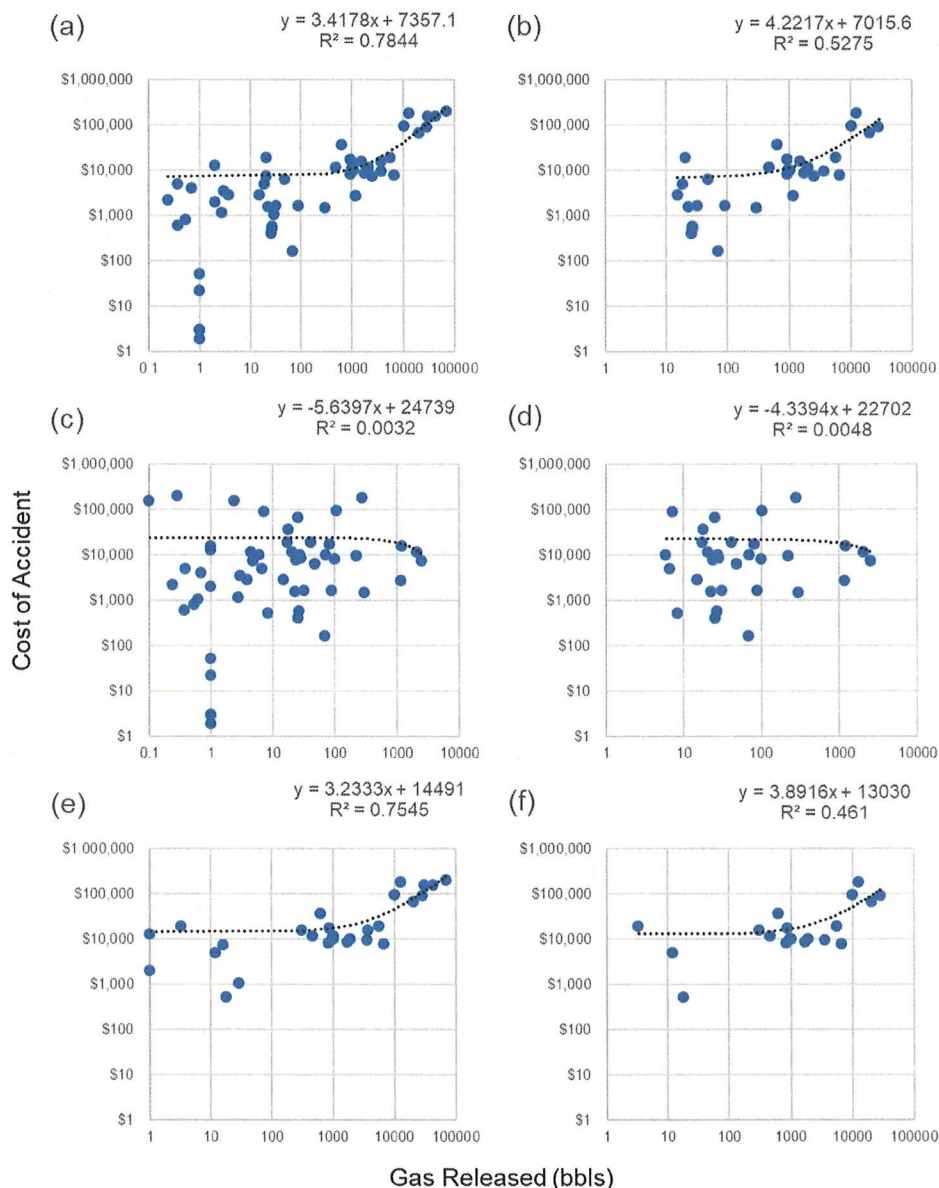 (a)
y = 3.4178x + 7357.1
R² = 0.7844
$1,000,000
$100,000
$10,000
$1,000
$100
$10
$1
0.1 1 10 100 1000 10000 100000
(b)
y = 4.2217x + 7015.6
R² = 0.5275
$1,000,000
$100,000
$10,000
$1,000
$100
$10
$1
1 10 100 1000 10000 100000
(c)
y = -5.6397x + 24739
R² = 0.0032
$1,000,000
$100,000
$10,000
$1,000
$100
$10
$1
0.1 1 10 100 1000 10000
(d)
y = -4.3394x + 22702
R² = 0.0048
$1,000,000
$100,000
$10,000
$1,000
$100
$10
$1
1 10 100 1000 10000
Cost of Accident
(e)
y = 3.2333x + 14491
R² = 0.7545
$1,000,000
$100,000
$10,000
$1,000
$100
$10
$1
1 10 100 1000 10000 100000
(f)
y = 3.8916x + 13030
R² = 0.461
$1,000,000
$100,000
$10,000
$1,000
$100
$10
$1
1 10 100 1000 10000 100000
Gas Released (bbls)